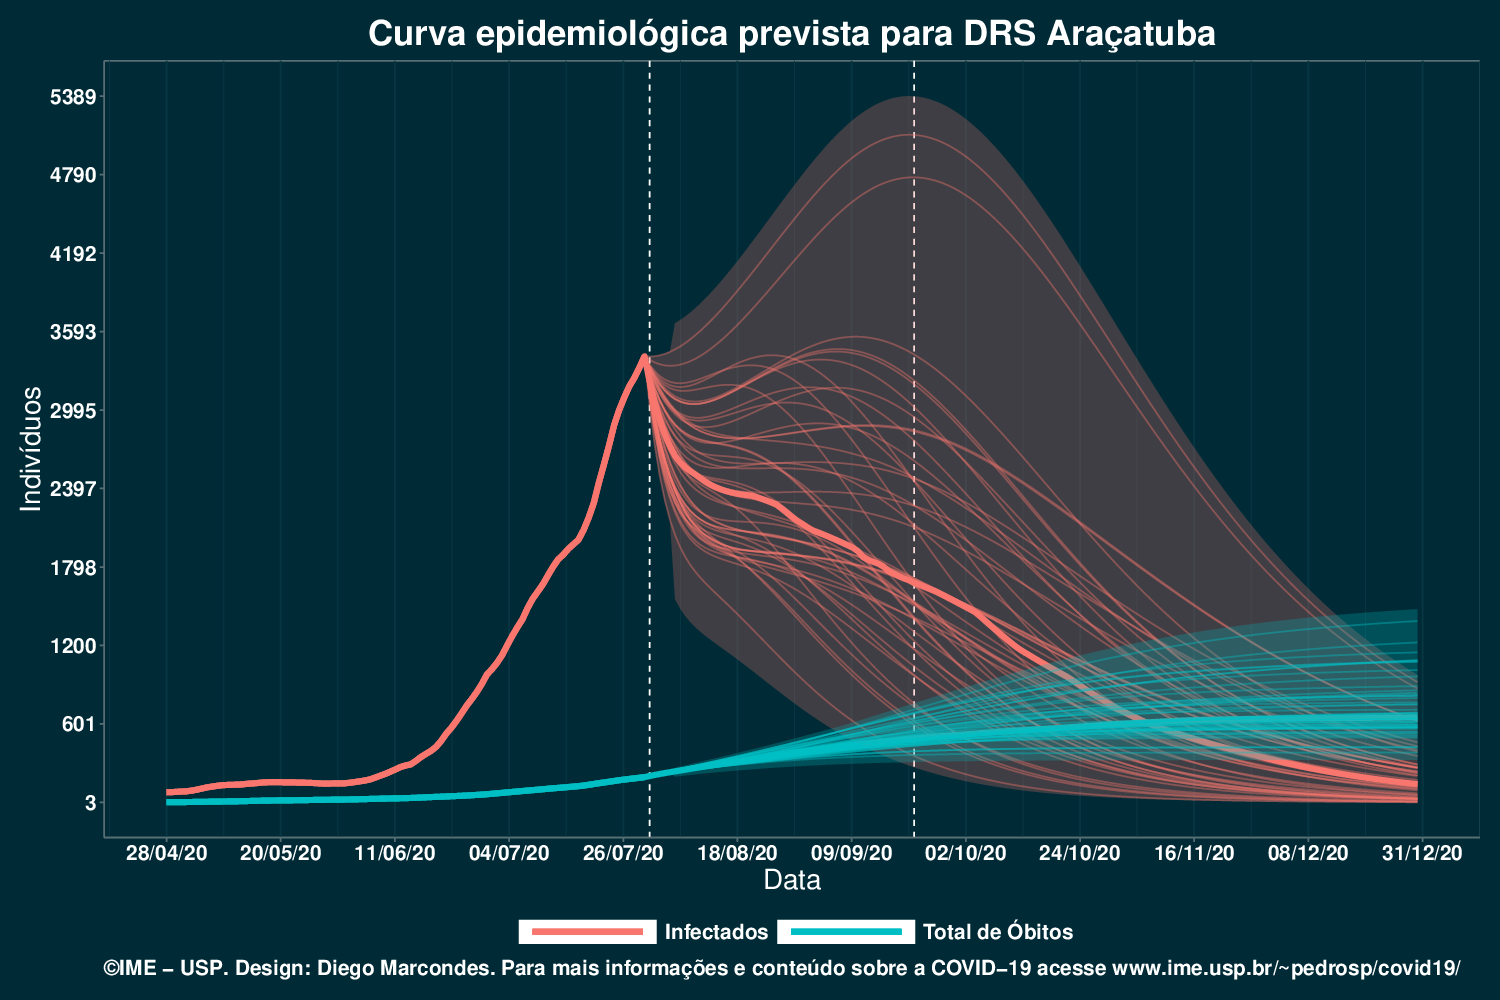 Curva epidemiológica prevista para DRS Araçatuba
5389
4790
4192
3593
2995
2397
1798
1200
601
3
Indivíduos
28/04/20 20/05/20 11/06/20 04/07/20 26/07/20 18/08/20 09/09/20 02/10/20 24/10/20 16/11/20 08/12/20 31/12/20
Data
Infectados Total de Óbitos
©IME − USP. Design: Diego Marcondes. Para mais informações e conteúdo sobre a COVID−19 acesse www.ime.usp.br/~pedrosp/covid19/